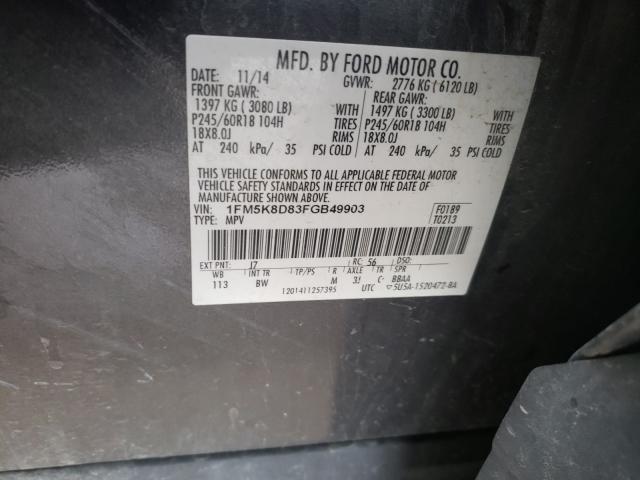 MFD. BY FORD MOTOR CO.
DATE: 11/14 GVWR: 2776 KG ( 6120 LB)
FRONT GAWR: REAR GAWR:
1397 KG ( 3080 LB) WITH 1497 KG ( 3300 LB) WITH
P245/60R18 104H TIRES P245/60R18 104H TIRES
18X8.0J RIMS 18X8.0J RIMS
AT 240 kPa/ 35 PSI COLD AT 240 kPa/ 35 PSI COLD
THIS VEHICLE CONFORMS TO ALL APPLICABLE FEDERAL MOTOR
VEHICLE SAFETY STANDARDS IN EFFECT ON THE DATE OF
MANUFACTURE SHOWN ABOVE.
VIN: 1FM5K8D83FGB49903 F0189
TYPE: MPV T0213
EXT PNT: J7 RC: 56 DSO:
WB INT TR TP/PS R AXLE TR SPR
113 BW M 3J C- BBAA
1201411257395 UTC ▽5U5A-1520472-BA